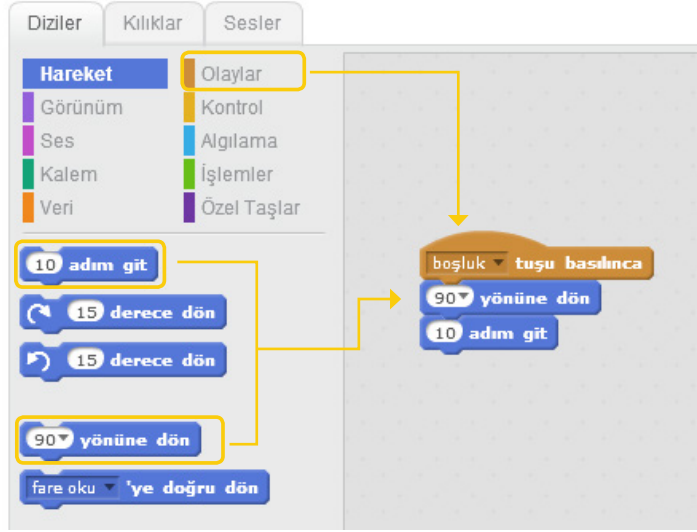 Diziler Kılıklar Sesler
Hareket Olaylar
Görünüm Kontrol
Ses Algılama
Kalem İşlemler
Veri Özel Taşlar
10 adım git
15 derece dön
15 derece dön
90 yönüne dön
fare oku 'ye doğru dön
boşluk tuşu basılınca
90 yönüne dön
10 adım git